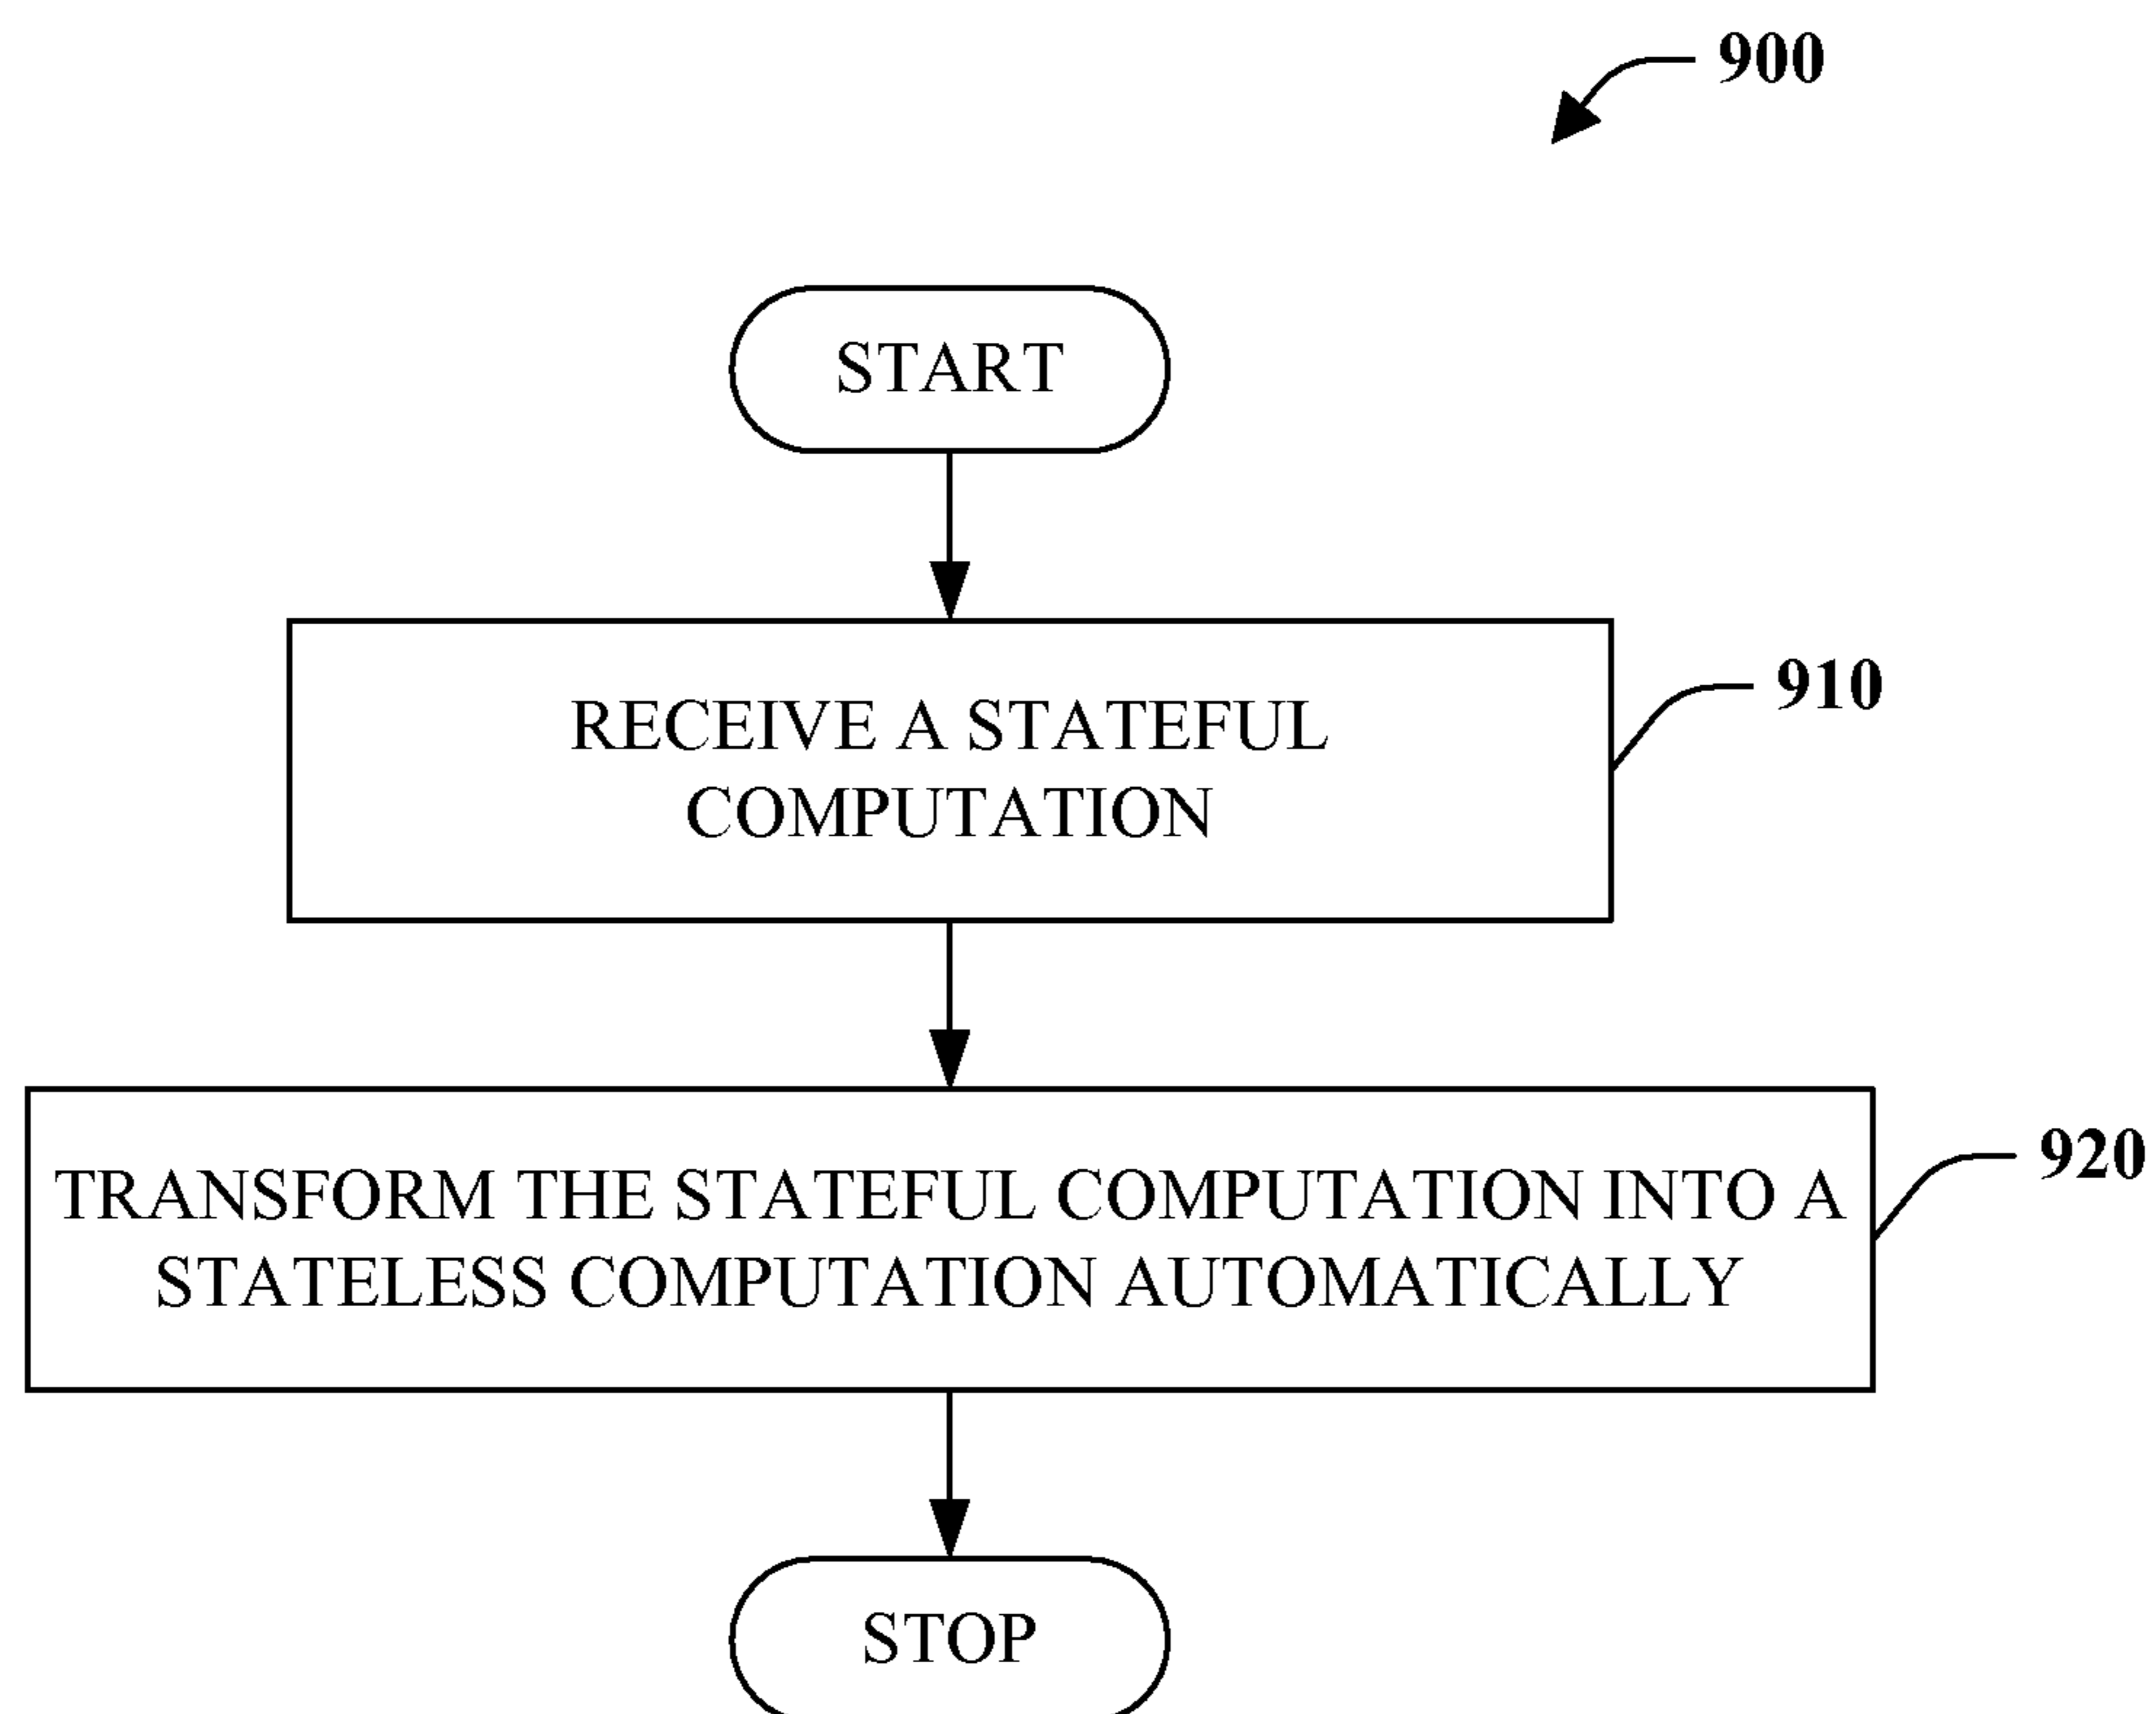 900
START
RECEIVE A STATEFUL
COMPUTATION
910
TRANSFORM THE STATEFUL COMPUTATION INTO A
STATELESS COMPUTATION AUTOMATICALLY
920
STOP